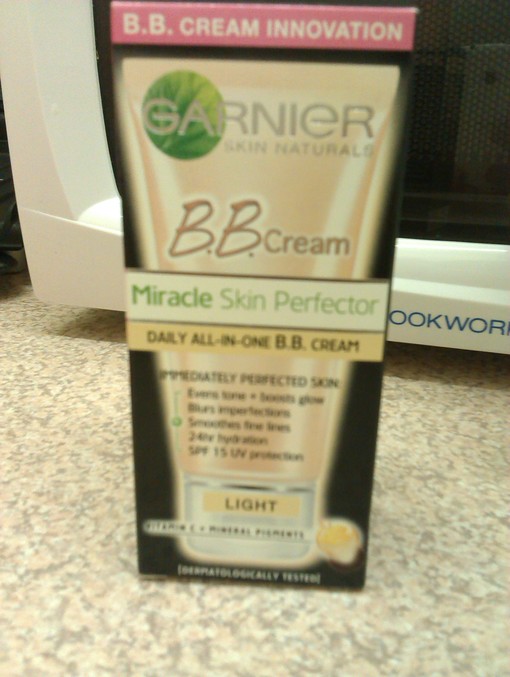 B.B. CREAM INNOVATION
GARNIER
SKIN NATURALS
B.B. Cream
Miracle Skin Perfector
DAILY ALL-IN-ONE B.B. CREAM
IMMEDIATELY PERFECTED SKIN:
Evens tone + boosts glow
Blurs imperfections
Smoothes fine lines
24hr hydration
SPF 15 UV protection
LIGHT
VITAMIN C + MINERAL PIGMENTS
[DERMATOLOGICALLY TESTED]
OOKWOR